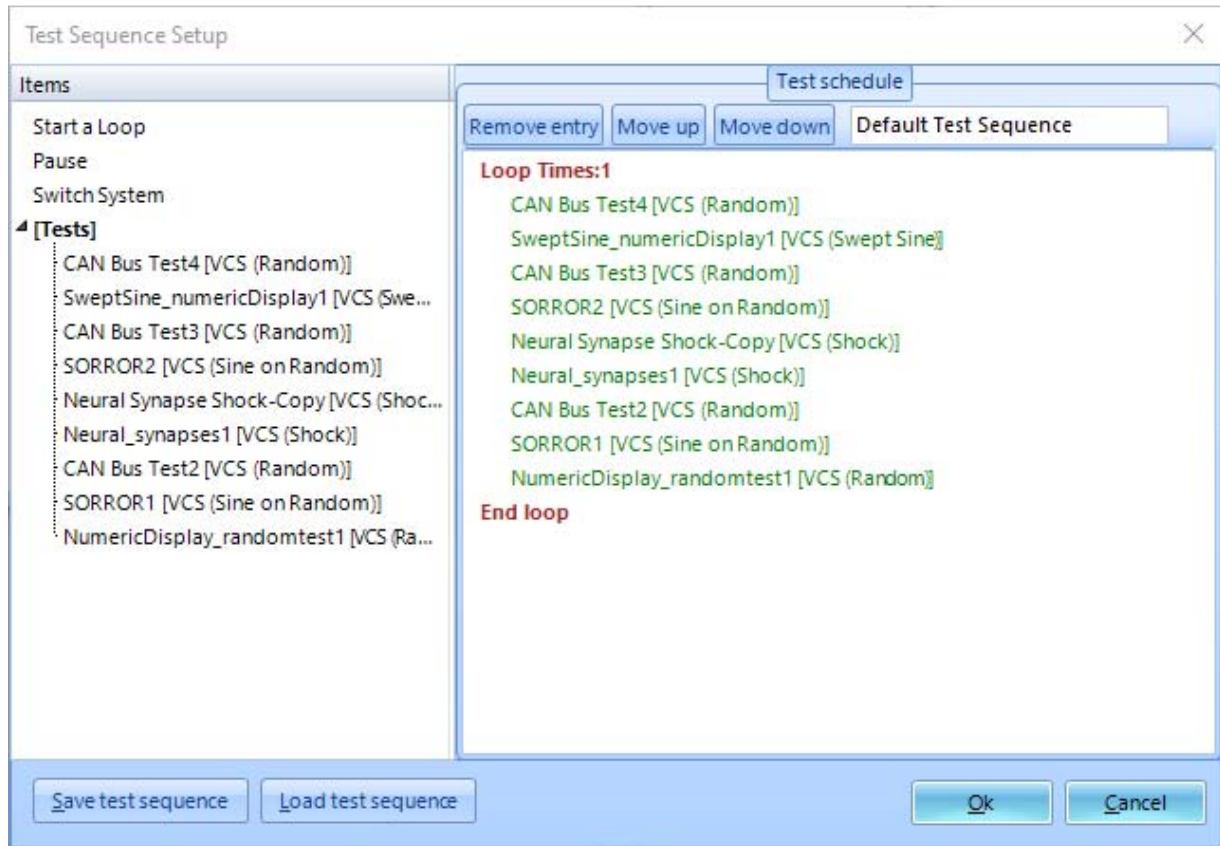 Test Sequence Setup
Items
Start a Loop
Pause
Switch System
[Tests]
CAN Bus Test4 [VCS (Random)]
SweptSine_numericDisplay1 [VCS (Swe...
CAN Bus Test3 [VCS (Random)]
SORROR2 [VCS (Sine on Random)]
Neural Synapse Shock-Copy [VCS (Shoc...
Neural_synapses1 [VCS (Shock)]
CAN Bus Test2 [VCS (Random)]
SORROR1 [VCS (Sine on Random)]
NumericDisplay_randomtest1 [VCS (Ra...
Test schedule
Remove entry Move up Move down Default Test Sequence
Loop Times:1
CAN Bus Test4 [VCS (Random)]
SweptSine_numericDisplay1 [VCS (Swept Sine)]
CAN Bus Test3 [VCS (Random)]
SORROR2 [VCS (Sine on Random)]
Neural Synapse Shock-Copy [VCS (Shock)]
Neural_synapses1 [VCS (Shock)]
CAN Bus Test2 [VCS (Random)]
SORROR1 [VCS (Sine on Random)]
NumericDisplay_randomtest1 [VCS (Random)]
End loop
Save test sequence Load test sequence Ok Cancel